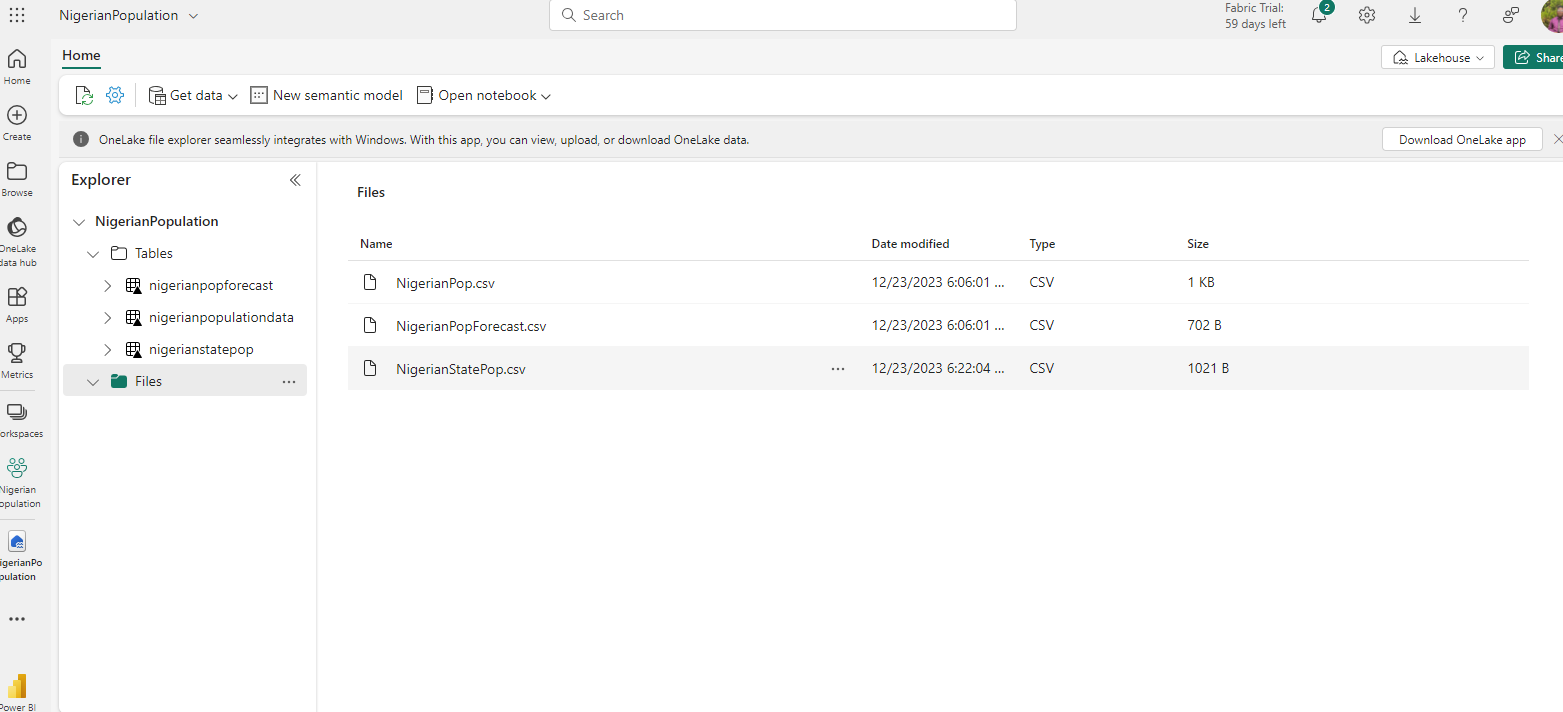 NigerianPopulation
Search
Fabric Trial:
59 days left
2
?
Home
Lakehouse
Share
Get data
New semantic model
Open notebook
OneLake file explorer seamlessly integrates with Windows. With this app, you can view, upload, or download OneLake data.
Download OneLake app
Home
Create
Browse
OneLake
data hub
Apps
Metrics
orkspaces
Nigerian
opulation
igerianPo
pulation
Power BI
Explorer
NigerianPopulation
Tables
nigerianpopforecast
nigerianpopulationdata
nigerianstatepop
Files
...
Files
Name Date modified Type Size
NigerianPop.csv 12/23/2023 6:06:01 ... CSV 1 KB
NigerianPopForecast.csv 12/23/2023 6:06:01 ... CSV 702 B
NigerianStatePop.csv ... 12/23/2023 6:22:04 ... CSV 1021 B